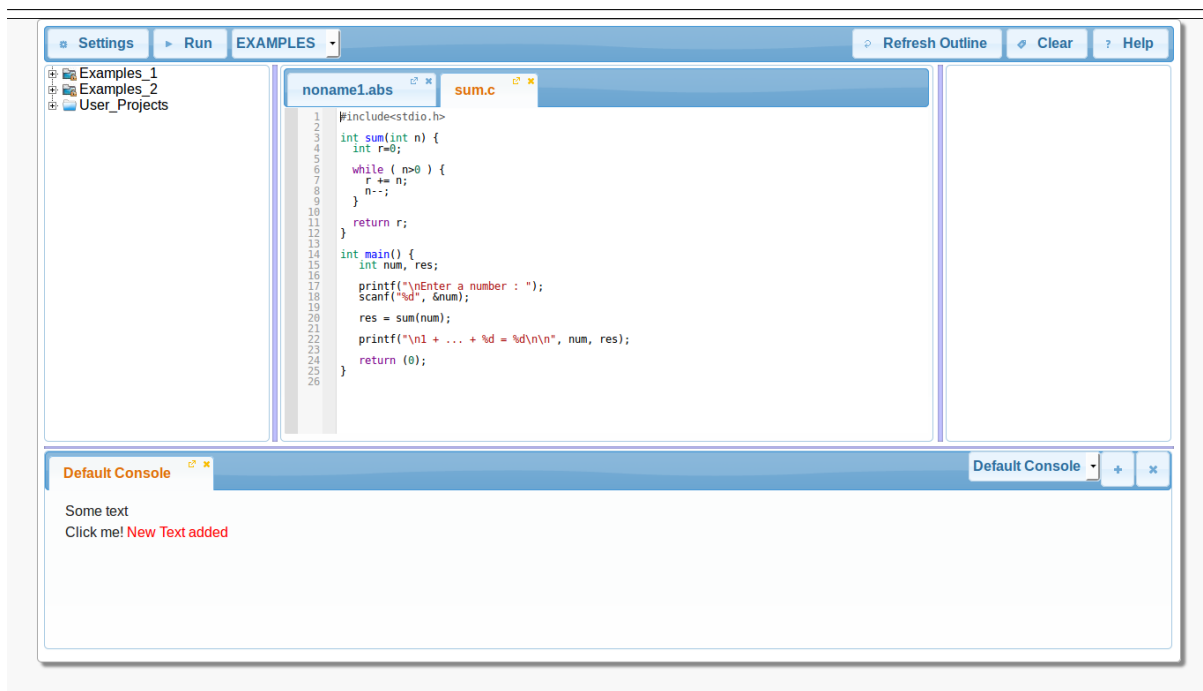 Settings Run EXAMPLES Refresh Outline Clear ? Help
Examples_1
Examples_2
User_Projects
noname1.abs sum.c
1 #include<stdio.h>
2
3 int sum(int n) {
4   int r=0;
5
6   while ( n>0 ) {
7     r += n;
8     n--;
9   }
10
11   return r;
12 }
13
14 int main() {
15    int num, res;
16
17    printf("\nEnter a number : ");
18    scanf("%d", &num);
19
20    res = sum(num);
21
22    printf("\n1 + ... + %d = %d\n\n", num, res);
23
24    return (0);
25 }
26
Default Console Default Console
Some text
Click me! New Text added